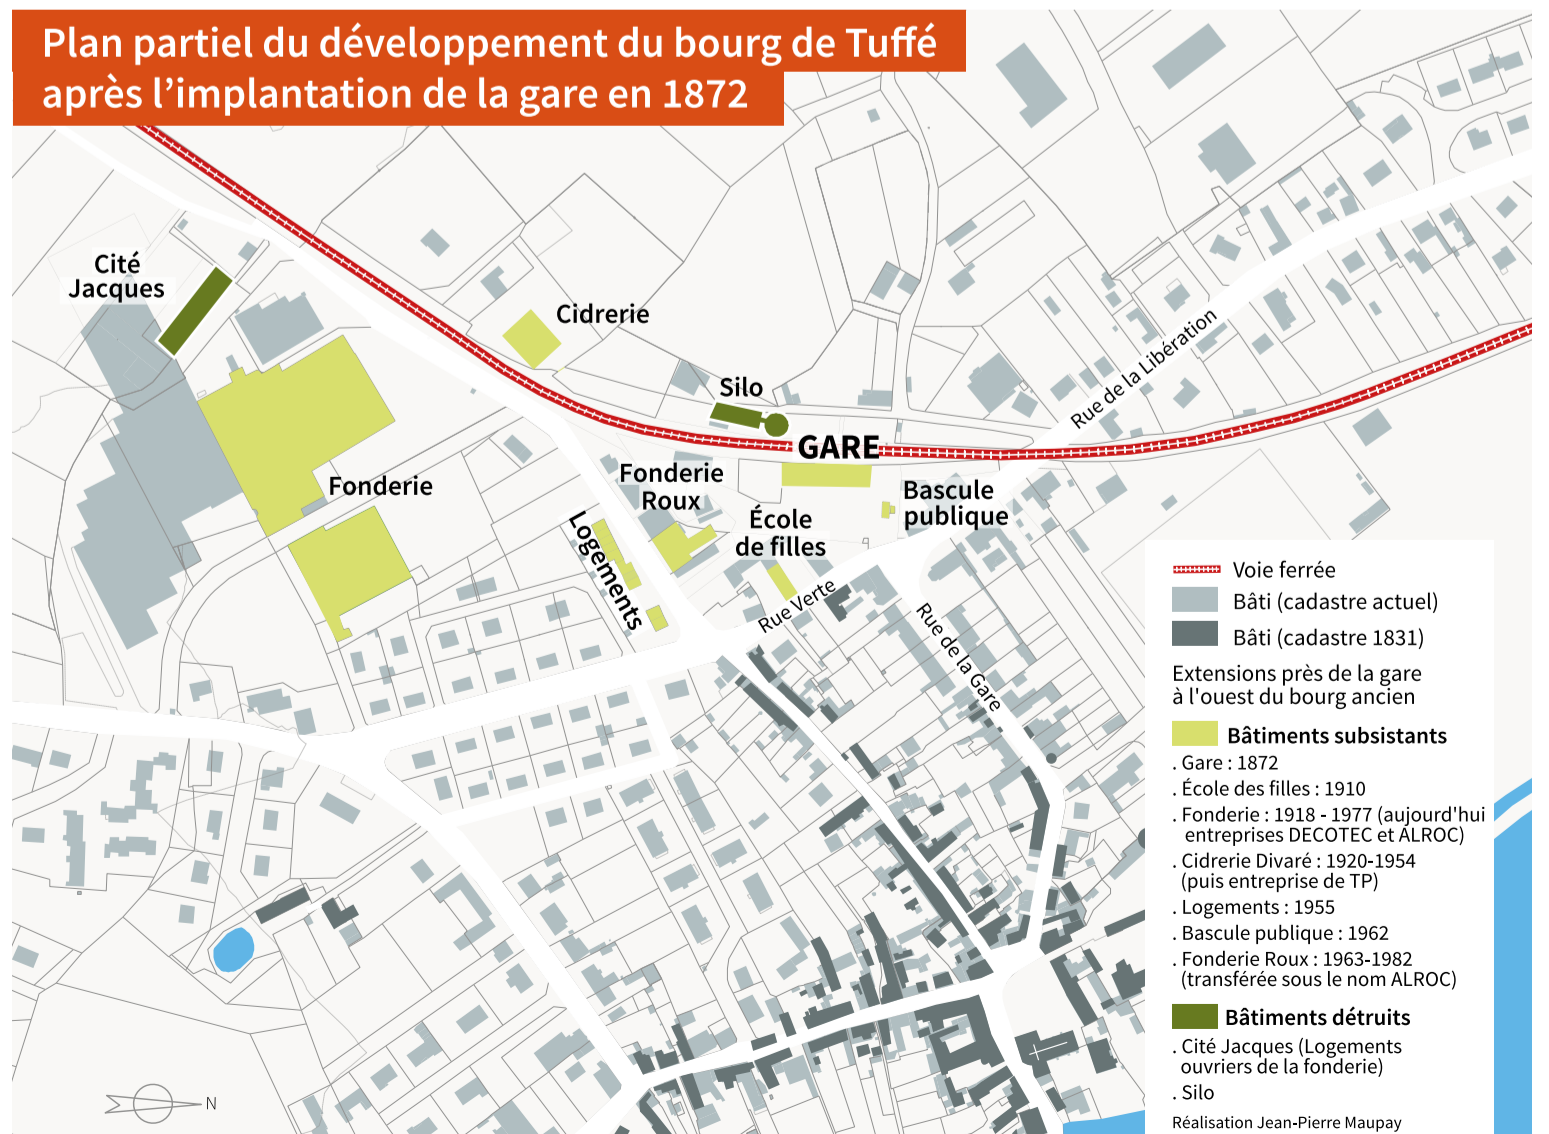 Plan partiel du développement du bourg de Tuffé
après l'implantation de la gare en 1872
Cité
Jacques
Cidrerie
Silo
GARE
Rue de la Libération
Fonderie
Fonderie
Roux
Bascule
publique
École
de filles
Logements
Rue Verte
Rue de la Gare
Voie ferrée
Bâti (cadastre actuel)
Bâti (cadastre 1831)
Extensions près de la gare
à l'ouest du bourg ancien
Bâtiments subsistants
. Gare : 1872
. École des filles : 1910
. Fonderie : 1918 - 1977 (aujourd'hui
entreprises DECOTEC et ALROC)
. Cidrerie Divaré : 1920-1954
(puis entreprise de TP)
. Logements : 1955
. Bascule publique : 1962
. Fonderie Roux : 1963-1982
(transférée sous le nom ALROC)
Bâtiments détruits
. Cité Jacques (Logements
ouvriers de la fonderie)
. Silo
Réalisation Jean-Pierre Maupay
N